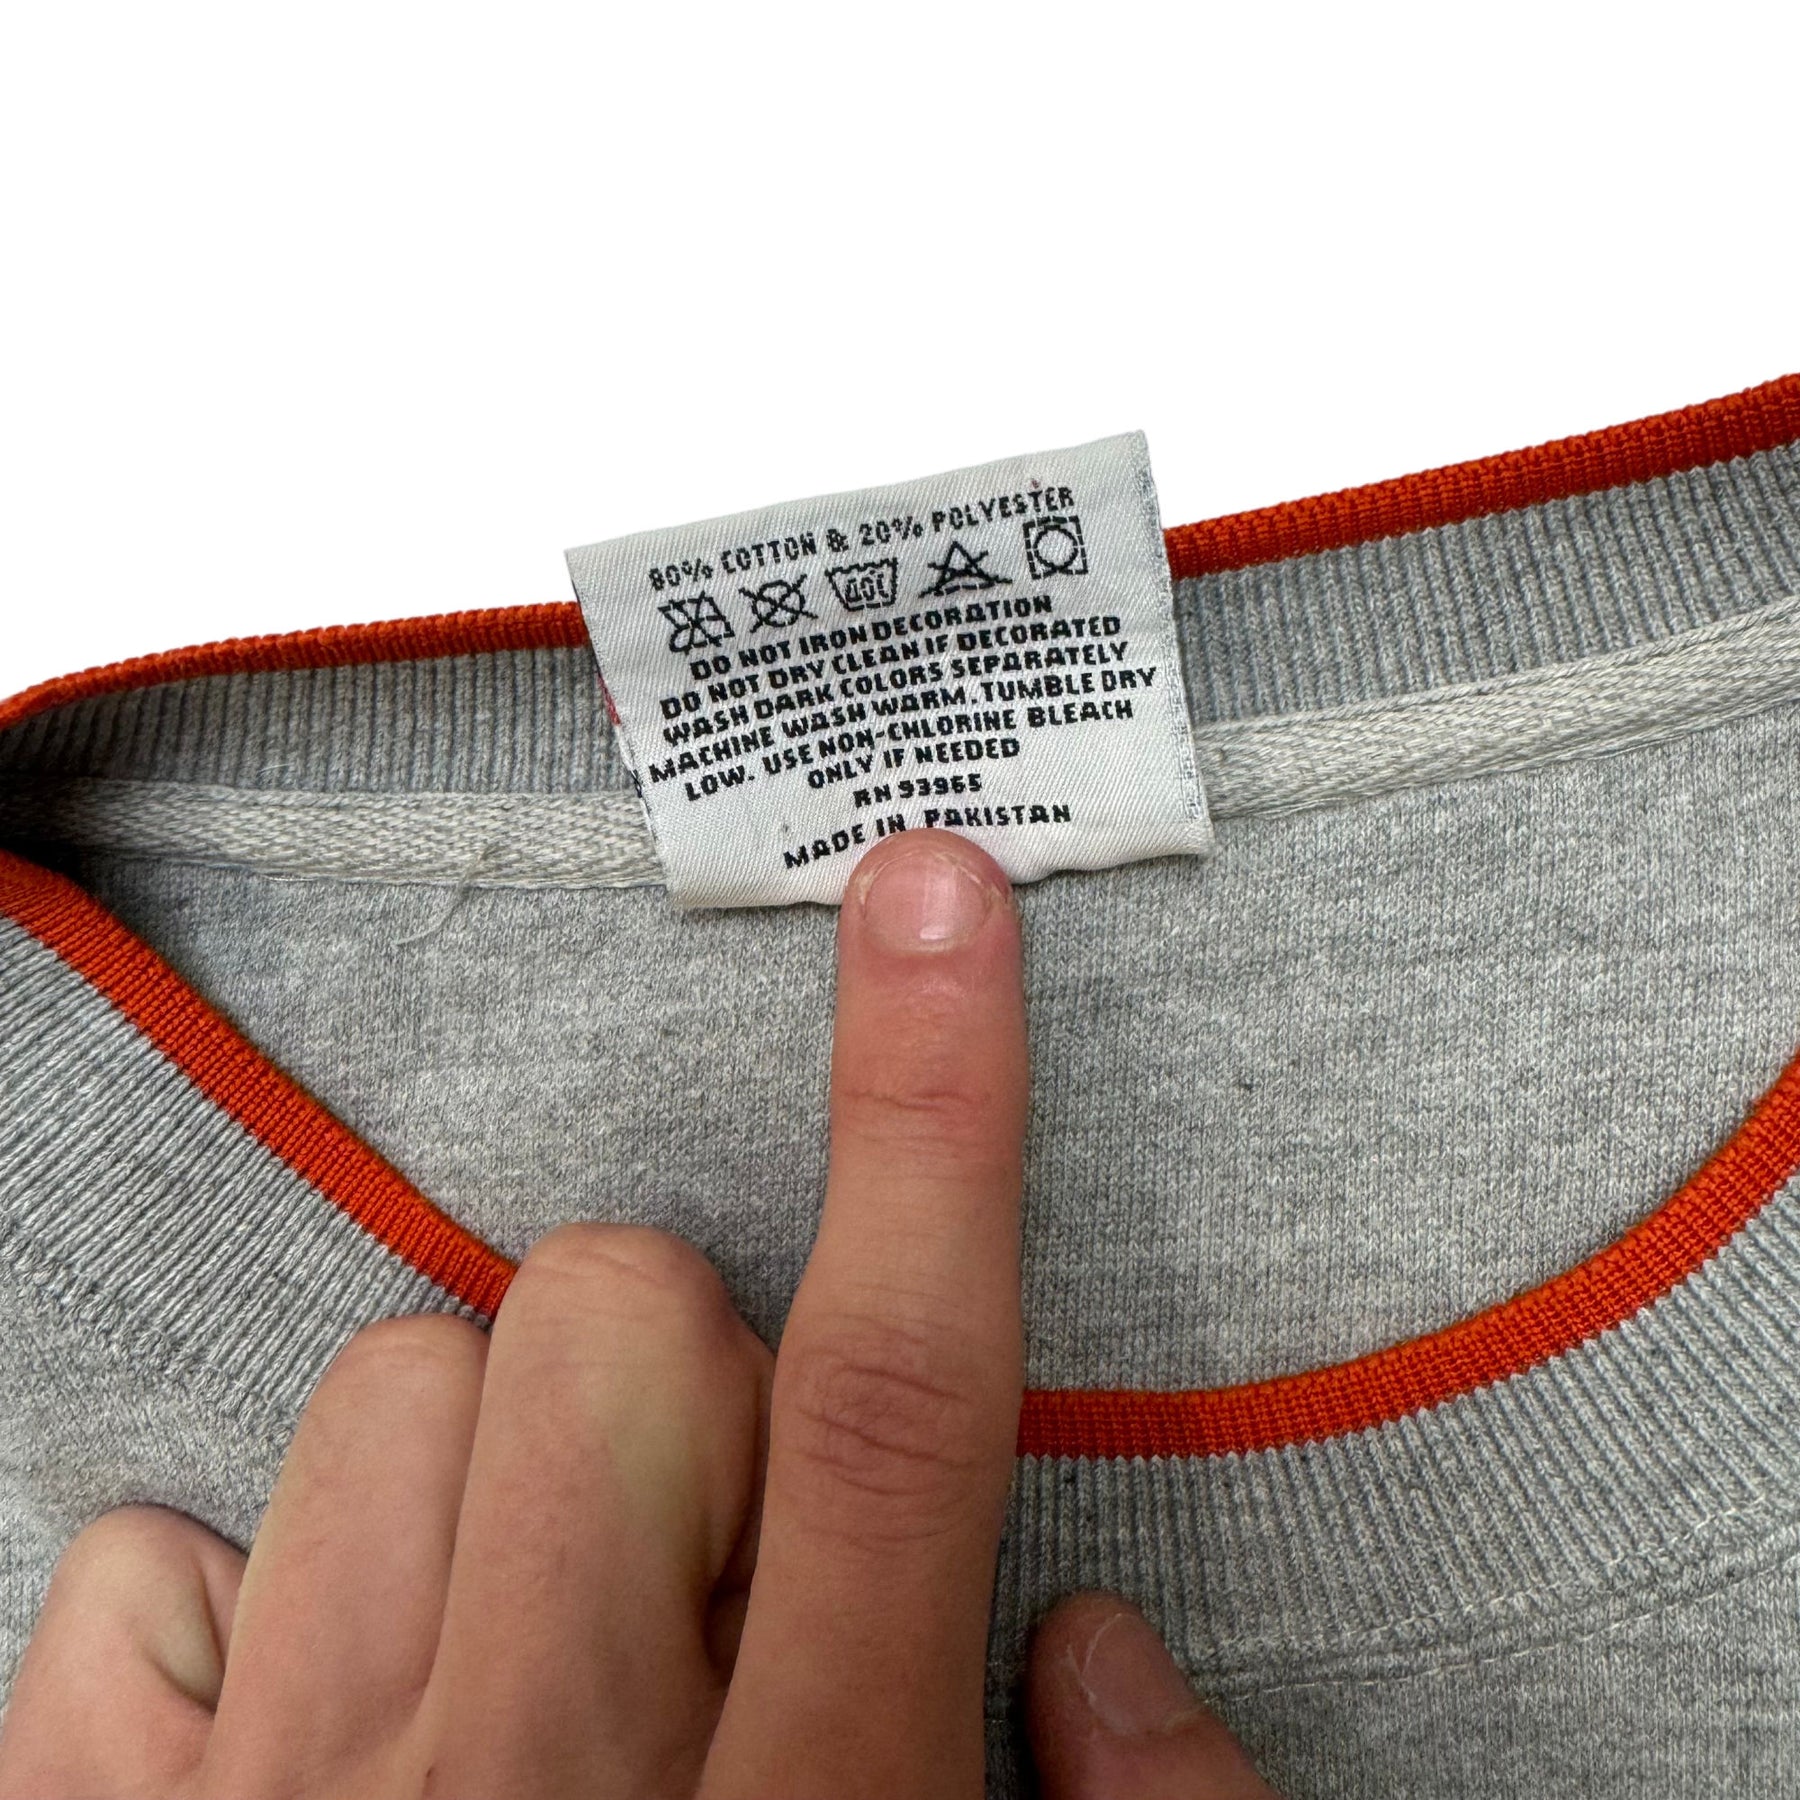 80% COTTON & 20% POLYESTER
DO NOT IRON DECORATION
DO NOT DRY CLEAN IF DECORATED
WASH DARK COLORS SEPARATELY
MACHINE WASH WARM. TUMBLE DRY
LOW. USE NON-CHLORINE BLEACH
ONLY IF NEEDED
RN 93965
MADE IN PAKISTAN